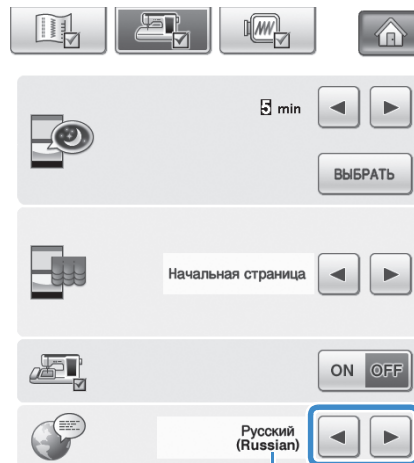 5 min
ВЫБРАТЬ
Начальная страница
ON OFF
Русский
(Russian)